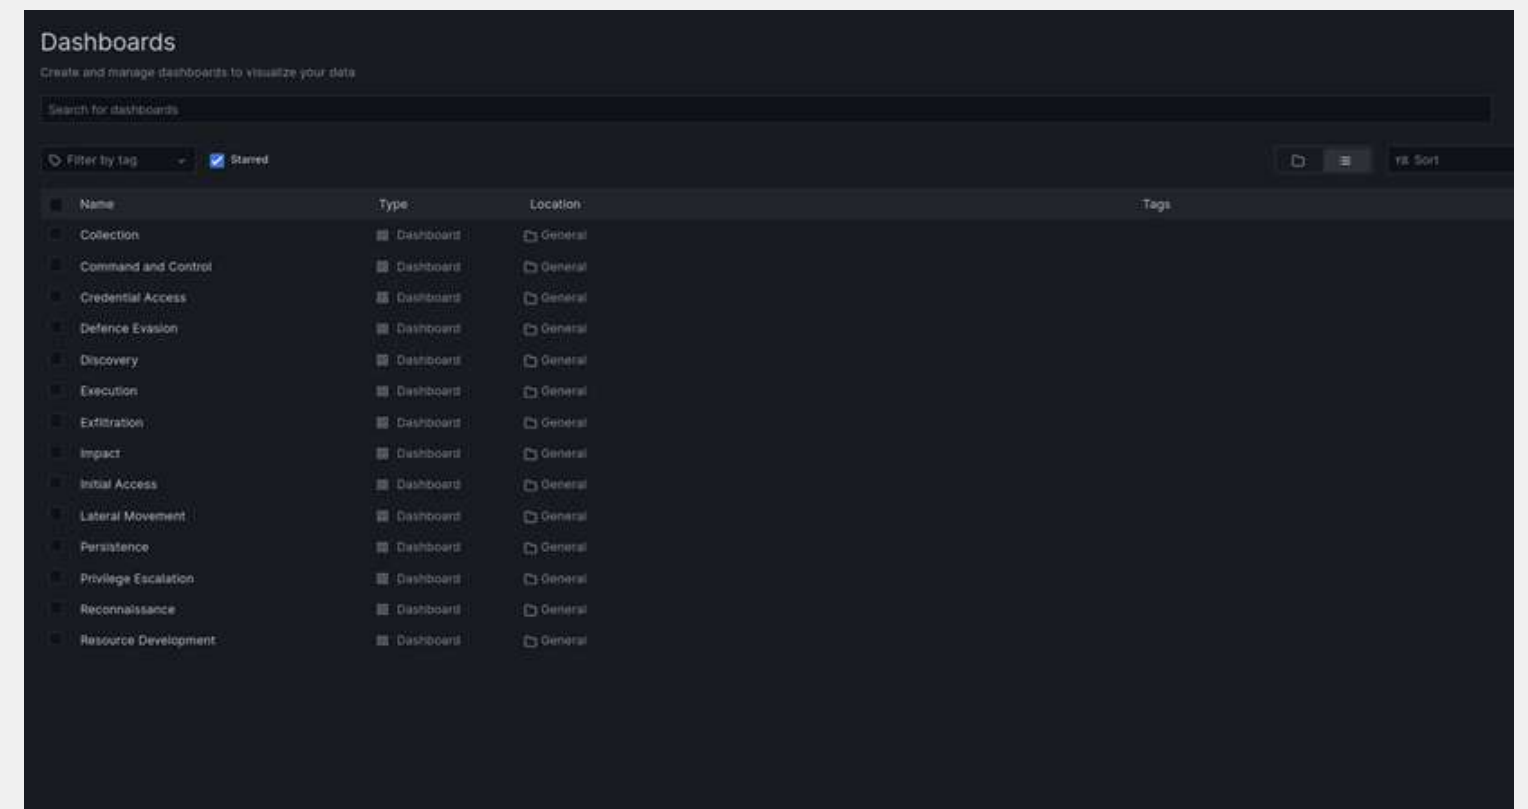 Dashboards
Create and manage dashboards to visualize your data
Search for dashboards
Filter by tag Starred Sort
Name Type Location Tags
Collection Dashboard General
Command and Control Dashboard General
Credential Access Dashboard General
Defence Evasion Dashboard General
Discovery Dashboard General
Execution Dashboard General
Exfiltration Dashboard General
Impact Dashboard General
Initial Access Dashboard General
Lateral Movement Dashboard General
Persistence Dashboard General
Privilege Escalation Dashboard General
Reconnaissance Dashboard General
Resource Development Dashboard General